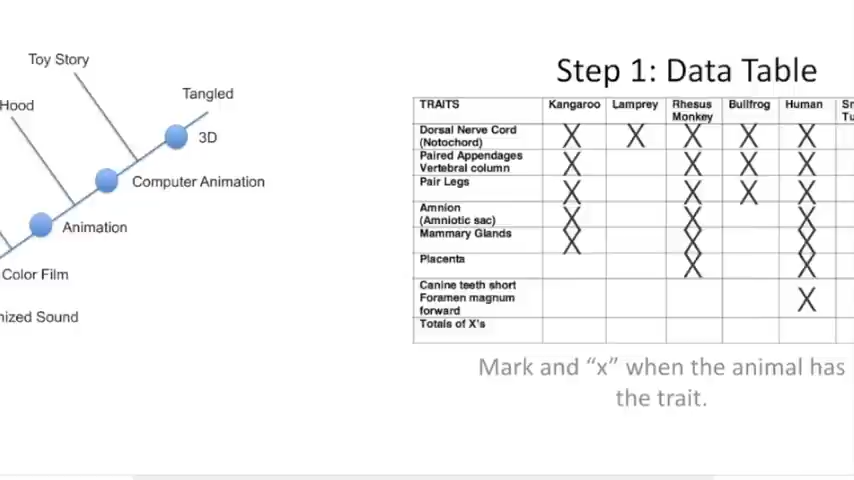 Toy Story
Hood
Tangled
3D
Computer Animation
Animation
Color Film
nized Sound
Step 1: Data Table
TRAITS Kangaroo Lamprey Rhesus Monkey Bullfrog Human Sn Tu
Dorsal Nerve Cord
(Notochord) X X X X X
Paired Appendages
Vertebral column X X X X
Pair Legs X X X X
Amnion
(Amniotic sac) X X X
Mammary Glands X X X
Placenta X X
Canine teeth short
Foramen magnum
forward X
Totals of X's
Mark and “x” when the animal has
the trait.